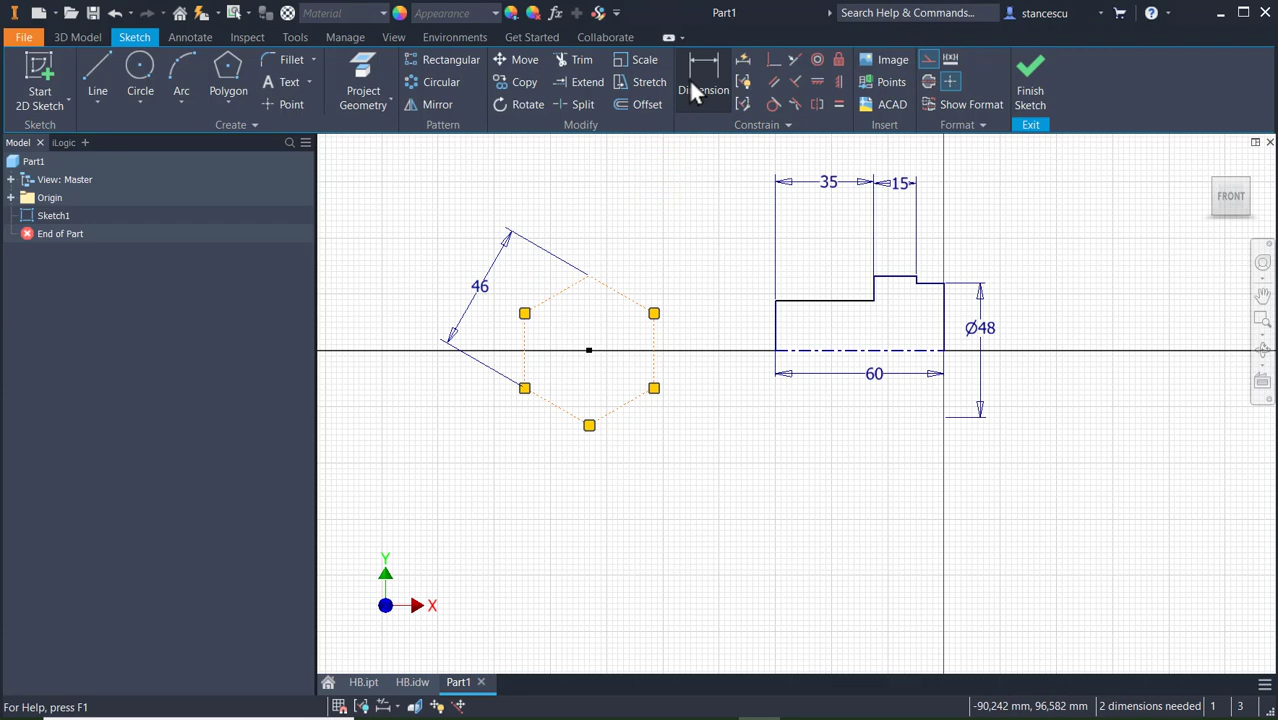 Material
Appearance
Part1
Search Help & Commands...
stancescu
File
3D Model
Sketch
Annotate
Inspect
Tools
Manage
View
Environments
Get Started
Collaborate
Start
2D Sketch
Line
Circle
Arc
Polygon
Fillet
Text
Point
Project
Geometry
Rectangular
Circular
Mirror
Move
Copy
Rotate
Trim
Extend
Split
Scale
Stretch
Offset
Dimension
Image
Points
ACAD
Show Format
Finish
Sketch
Sketch
Create
Pattern
Modify
Constrain
Insert
Format
Exit
Model
iLogic
Part1
View: Master
Origin
Sketch1
End of Part
35
15
46
Ø48
60
FRONT
Y
X
HB.ipt
HB.idw
Part1
For Help, press F1
-90,242 mm, 96,582 mm
2 dimensions needed
1
3